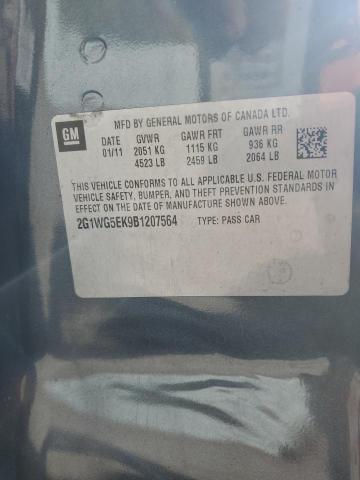 GM
MFD BY GENERAL MOTORS OF CANADA LTD.
DATE GVWR GAWR FRT GAWR RR
01/11 2051 KG 1115 KG 936 KG
4523 LB 2459 LB 2064 LB
THIS VEHICLE CONFORMS TO ALL APPLICABLE U.S. FEDERAL MOTOR
VEHICLE SAFETY, BUMPER, AND THEFT PREVENTION STANDARDS IN
EFFECT ON THE DATE OF MANUFACTURE SHOWN ABOVE.
2G1WG5EK9B1207564 TYPE: PASS CAR